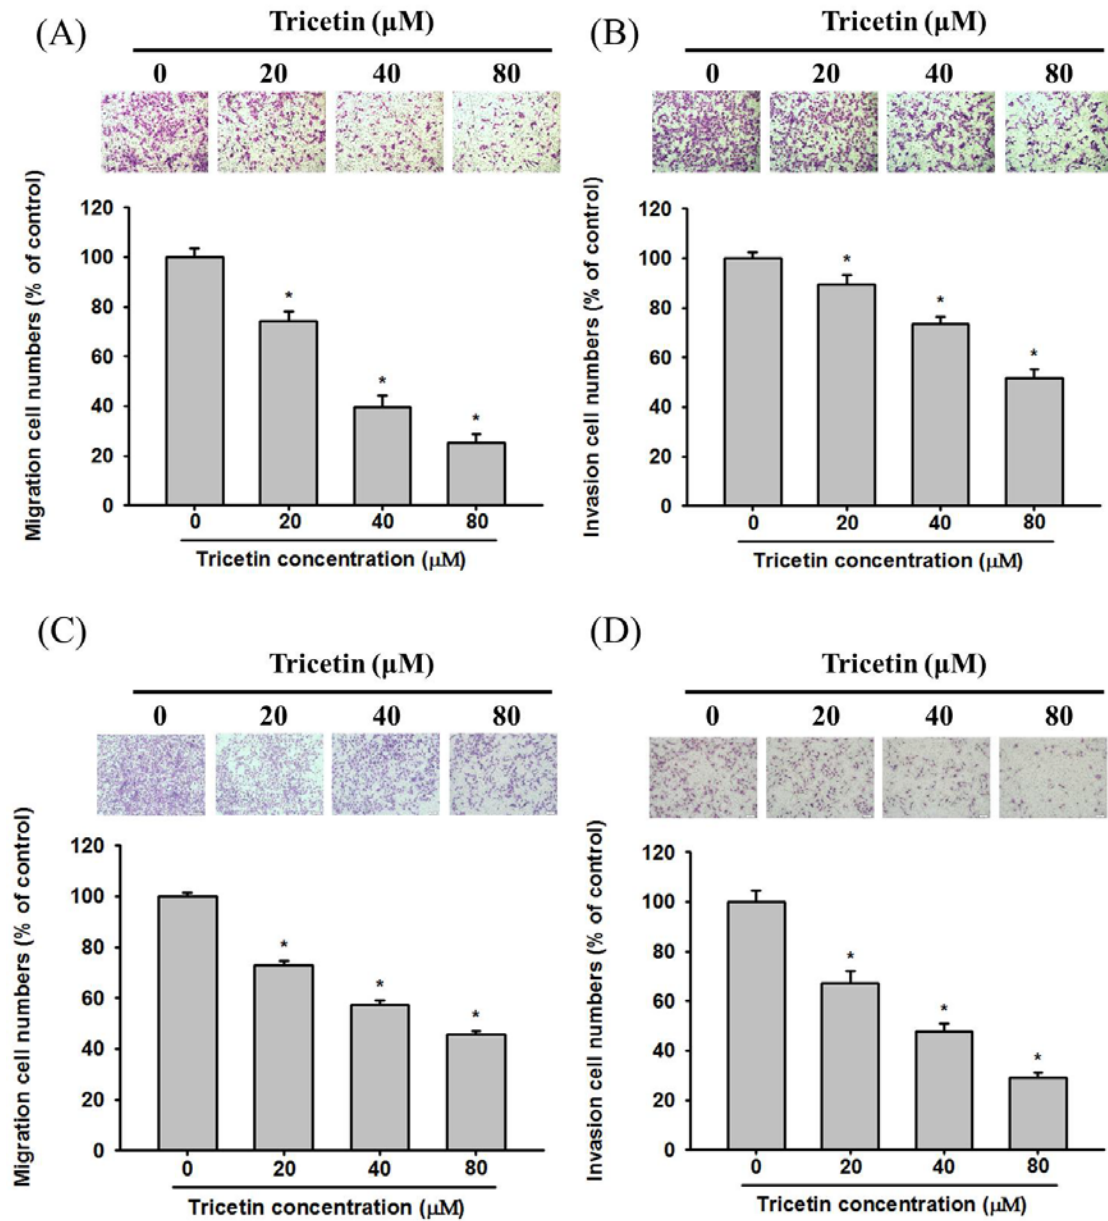 (A)
Tricetin (µM)
0 20 40 80
120
100
80
60
40
20
0
Migration cell numbers (% of control)
* * *
0 20 40 80
Tricetin concentration (µM)
(B)
Tricetin (µM)
0 20 40 80
120
100
80
60
40
20
0
Invasion cell numbers (% of control)
* * *
0 20 40 80
Tricetin concentration (µM)
(C)
Tricetin (µM)
0 20 40 80
120
100
80
60
40
20
0
Migration cell numbers (% of control)
* * *
0 20 40 80
Tricetin concentration (µM)
(D)
Tricetin (µM)
0 20 40 80
120
100
80
60
40
20
0
Invasion cell numbers (% of control)
* * *
0 20 40 80
Tricetin concentration (µM)